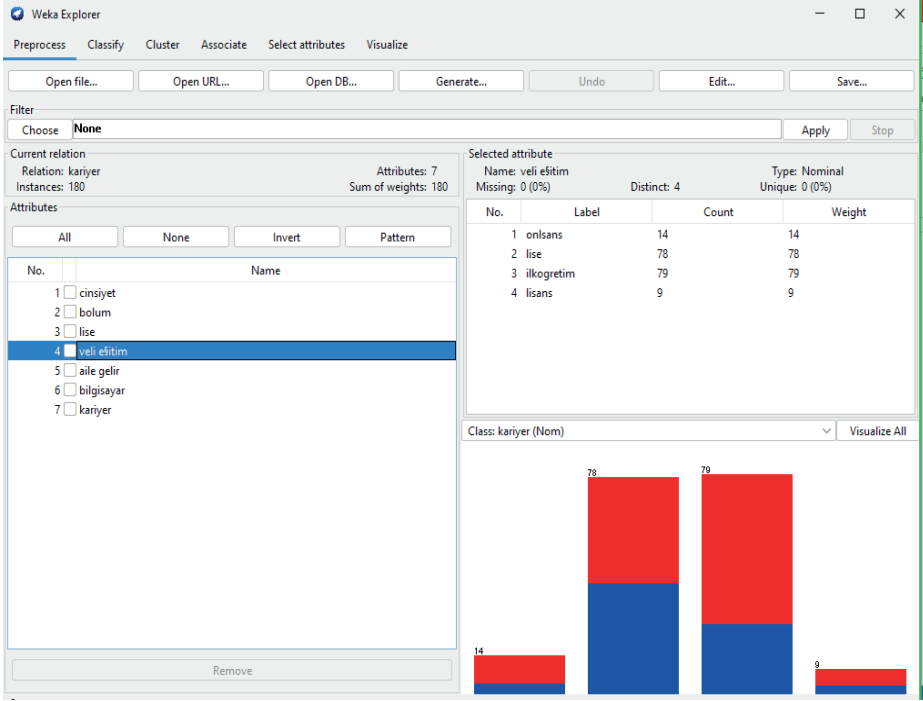 Weka Explorer
Preprocess Classify Cluster Associate Select attributes Visualize
Open file... Open URL... Open DB... Generate... Undo Edit... Save...
Filter
Choose None Apply Stop
Current relation
Relation: kariyer Attributes: 7
Instances: 180 Sum of weights: 180
Attributes
All None Invert Pattern
No. Name
1 cinsiyet
2 bolum
3 lise
4 veli ešitim
5 aile gelir
6 bilgisayar
7 kariyer
Remove
Selected attribute
Name: veli ešitim Type: Nominal
Missing: 0 (0%) Distinct: 4 Unique: 0 (0%)
No. Label Count Weight
1 onlsans 14 14
2 lise 78 78
3 ilkogretim 79 79
4 lisans 9 9
Class: kariyer (Nom) Visualize All
14
78
79
9